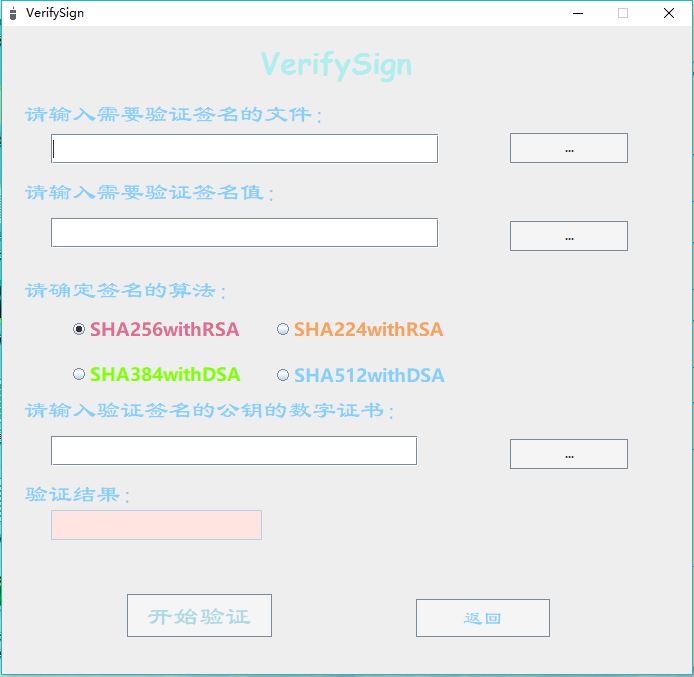 VerifySign
VerifySign
请输入需要验证签名的文件：
...
请输入需要验证签名值：
...
请确定签名的算法：
SHA256withRSA SHA224withRSA
SHA384withDSA SHA512withDSA
请输入验证签名的公钥的数字证书：
...
验证结果：
开始验证 返回